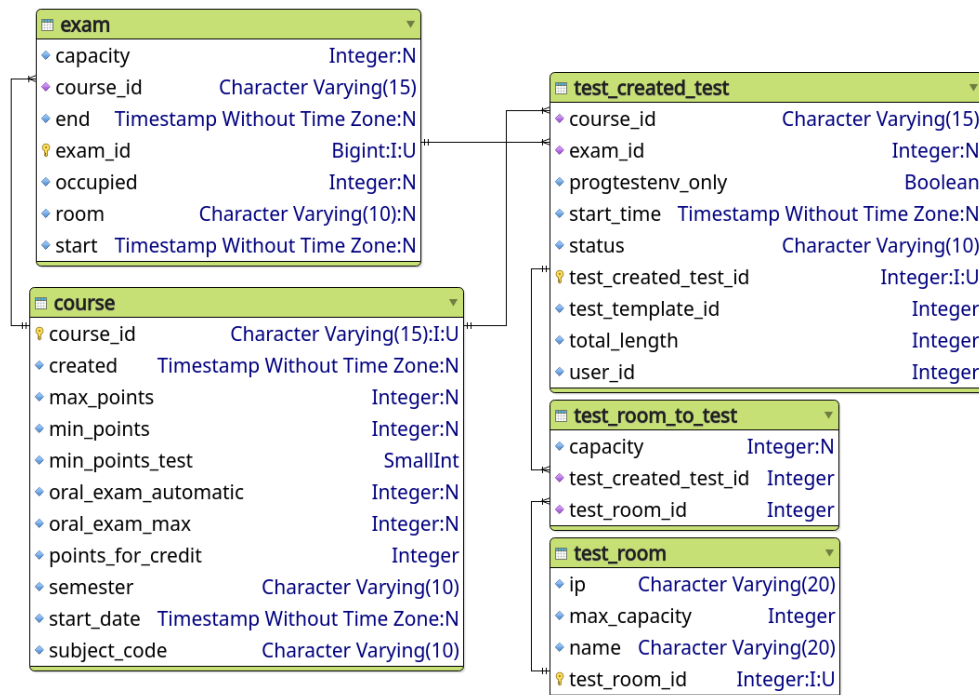 exam
capacity Integer:N
course_id Character Varying(15)
end Timestamp Without Time Zone:N
exam_id Bigint:I:U
occupied Integer:N
room Character Varying(10):N
start Timestamp Without Time Zone:N
course
course_id Character Varying(15):I:U
created Timestamp Without Time Zone:N
max_points Integer:N
min_points Integer:N
min_points_test SmallInt
oral_exam_automatic Integer:N
oral_exam_max Integer:N
points_for_credit Integer
semester Character Varying(10)
start_date Timestamp Without Time Zone:N
subject_code Character Varying(10)
test_created_test
course_id Character Varying(15)
exam_id Integer:N
progtestenv_only Boolean
start_time Timestamp Without Time Zone:N
status Character Varying(10)
test_created_test_id Integer:I:U
test_template_id Integer
total_length Integer
user_id Integer
test_room_to_test
capacity Integer:N
test_created_test_id Integer
test_room_id Integer
test_room
ip Character Varying(20)
max_capacity Integer
name Character Varying(20)
test_room_id Integer:I:U